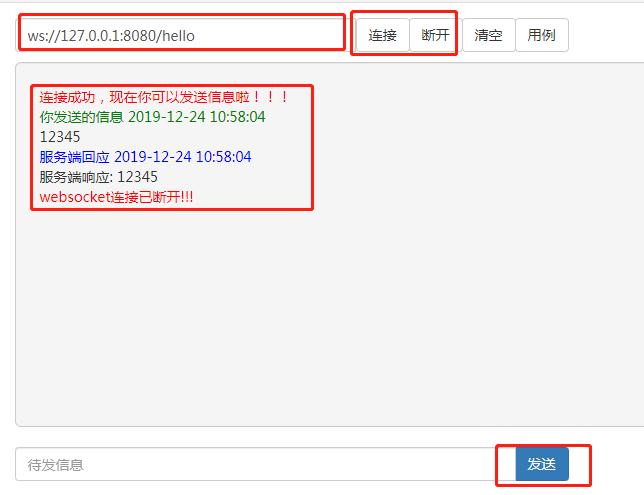 ws://127.0.0.1:8080/hello 连接 断开 清空 用例
连接成功，现在你可以发送信息啦！！！
你发送的信息 2019-12-24 10:58:04
12345
服务端回应 2019-12-24 10:58:04
服务端响应: 12345
websocket连接已断开!!!
待发信息 发送